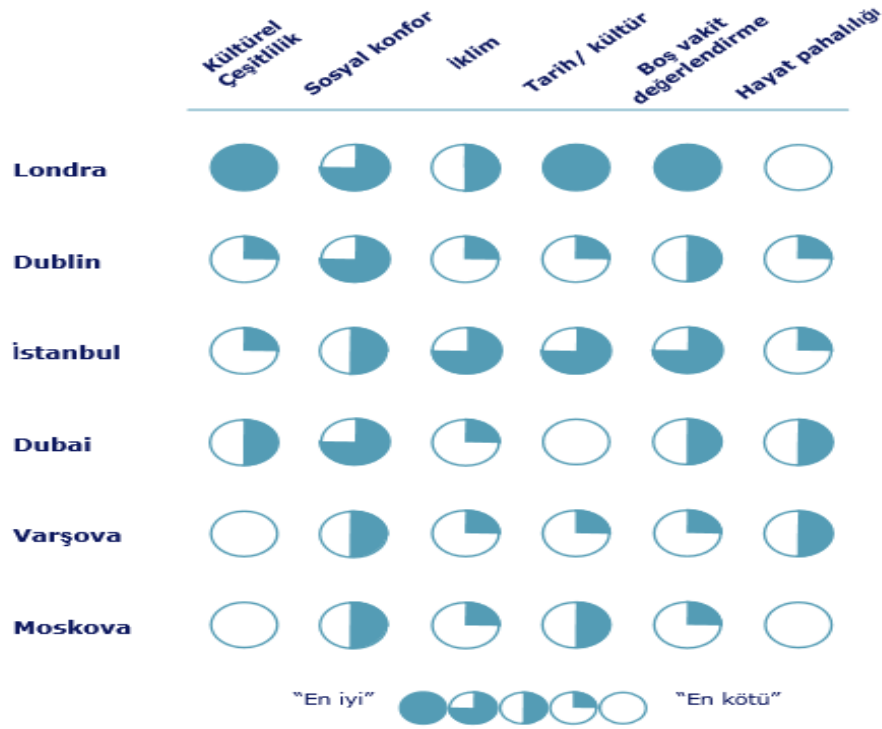 Kültürel
Çeşitlilik
Sosyal konfor
İklim
Tarih/ kültür
Boş vakit
değerlendirme
Hayat pahalılığı
Londra
Dublin
İstanbul
Dubai
Varşova
Moskova
"En iyi" "En kötü"